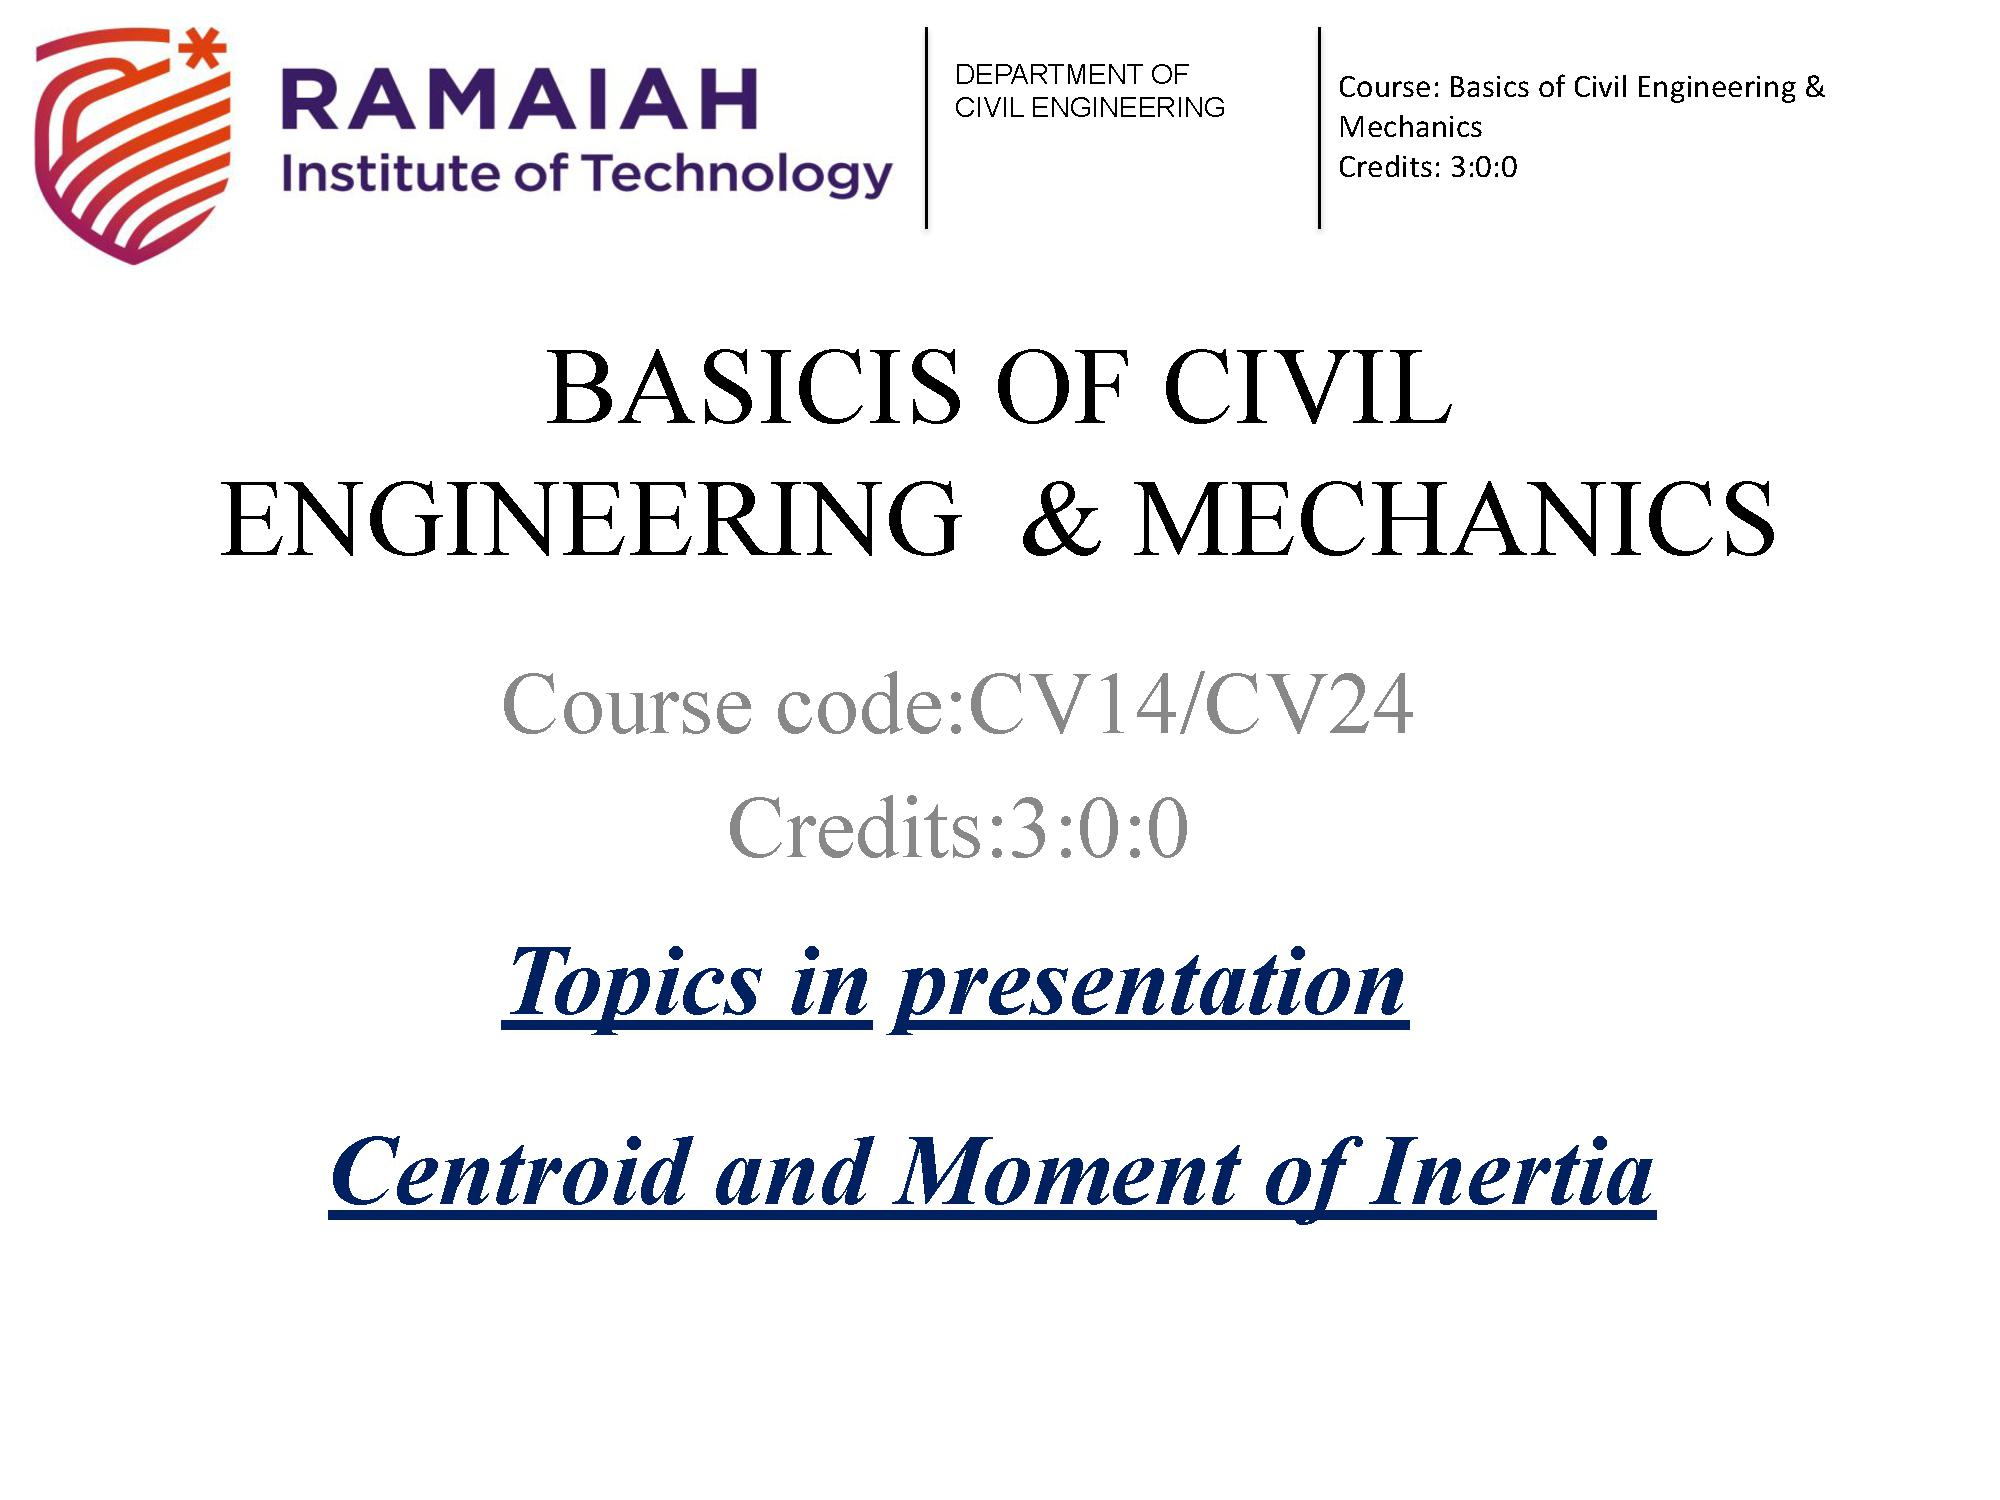 RAMAIAH
Institute of Technology
DEPARTMENT OF
CIVIL ENGINEERING
Course: Basics of Civil Engineering &
Mechanics
Credits: 3:0:0
BASICIS OF CIVIL
ENGINEERING & MECHANICS
Course code:CV14/CV24
Credits:3:0:0
Topics in presentation
Centroid and Moment of Inertia